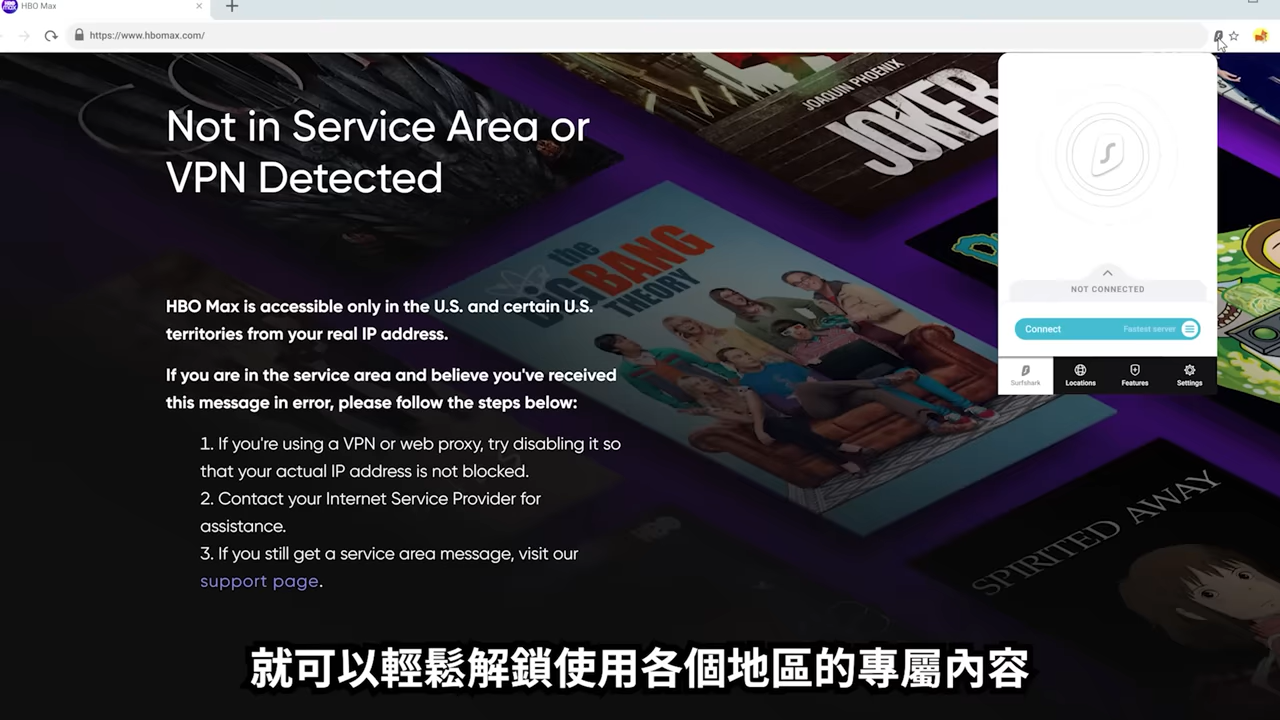 HBO Max
https://www.hbomax.com/
Not in Service Area or
VPN Detected
HBO Max is accessible only in the U.S. and certain U.S.
territories from your real IP address.
If you are in the service area and believe you've received
this message in error, please follow the steps below:
1. If you're using a VPN or web proxy, try disabling it so
that your actual IP address is not blocked.
2. Contact your Internet Service Provider for
assistance.
3. If you still get a service area message, visit our
support page.
JOAQUIN PHOENIX
JOKER
the
BIG BANG
THEORY
HBO
SPIRITED AWAY
NOT CONNECTED
Connect
Fastest server
Surfshark
Locations
Features
Settings
就可以輕鬆解鎖使用各個地區的專屬內容